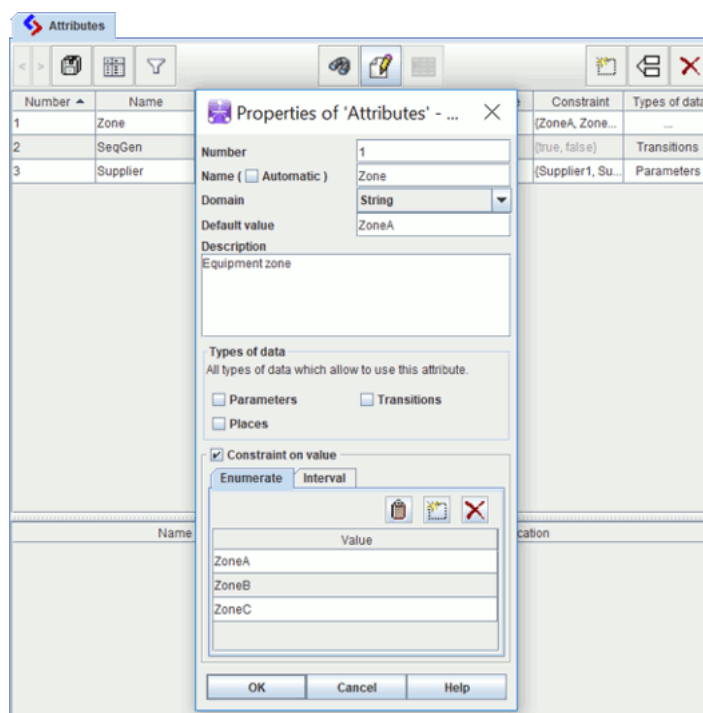 Attributes
Number Name Constraint Types of data
1 Zone {ZoneA, Zone... ...
2 SeqGen {true, false} Transitions
3 Supplier {Supplier1, Su... Parameters
Properties of 'Attributes' - ...
Number 1
Name ( Automatic ) Zone
Domain String
Default value ZoneA
Description
Equipment zone
Types of data
All types of data which allow to use this attribute.
Parameters Transitions
Places
Constraint on value
Enumerate Interval
Value
ZoneA
ZoneB
ZoneC
OK Cancel Help
Name